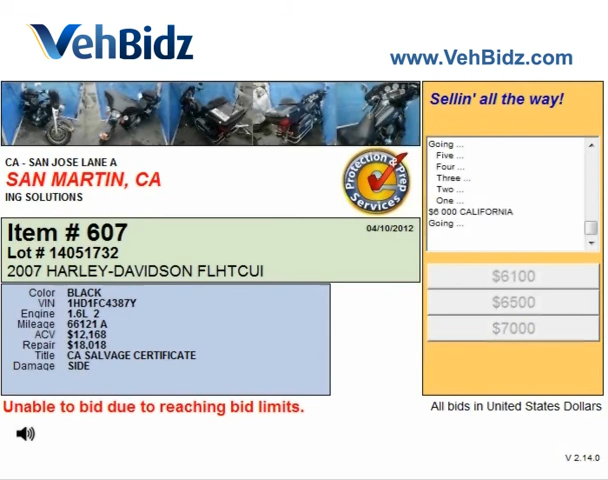 VehBidz
www.VehBidz.com
Sellin' all the way!
Going ...
Five ...
Four ...
Three ...
Two ...
One ...
$6 000 CALIFORNIA
Going ...
CA - SAN JOSE LANE A
SAN MARTIN, CA
ING SOLUTIONS
Protection & Prep
Services
Item # 607
04/10/2012
Lot # 14051732
2007 HARLEY-DAVIDSON FLHTCUI
$6100
$6500
$7000
Color BLACK
VIN 1HD1FC4387Y
Engine 1.6L 2
Mileage 66121 A
ACV $12,168
Repair $18,018
Title CA SALVAGE CERTIFICATE
Damage SIDE
Unable to bid due to reaching bid limits.
All bids in United States Dollars
V 2.14.0